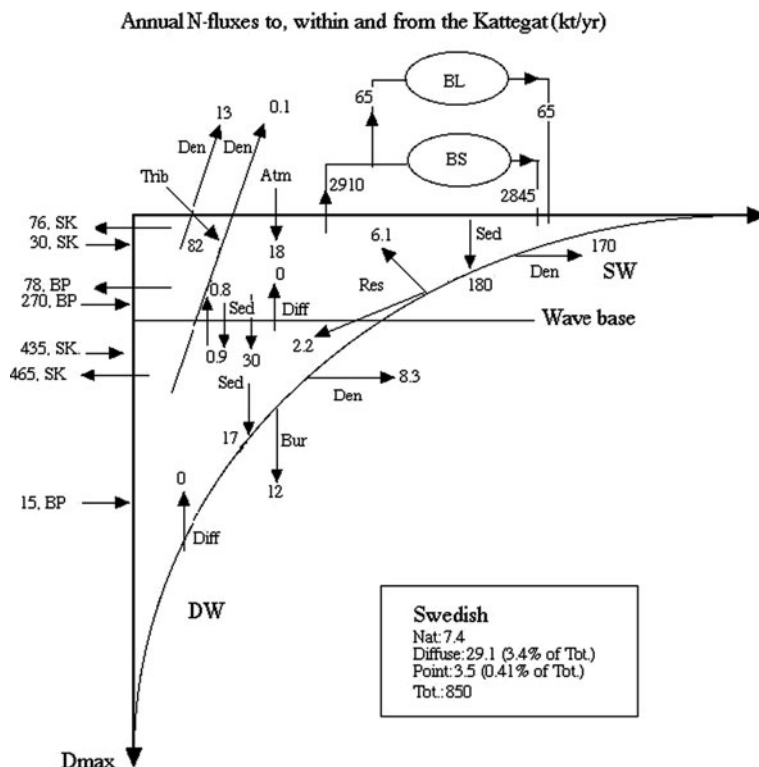 Annual N-fluxes to, within and from the Kattegat (kt/yr)
BL
65
65
BS
2910
2845
13
0.1
Den
Den
Trib
Atm
76, SK
30, SK
82
18
6.1
Sed
170
Den
SW
78, BP
270, BP
0
0.8
Sed
Diff
Res
180
Wave base
435, SK
465, SK
0.9
30
2.2
Sed
Den
8.3
17
Bur
12
0
15, BP
Diff
DW
Dmax
Swedish
Nat: 7.4
Diffuse: 29.1 (3.4% of Tot.)
Point: 3.5 (0.41% of Tot.)
Tot.: 850